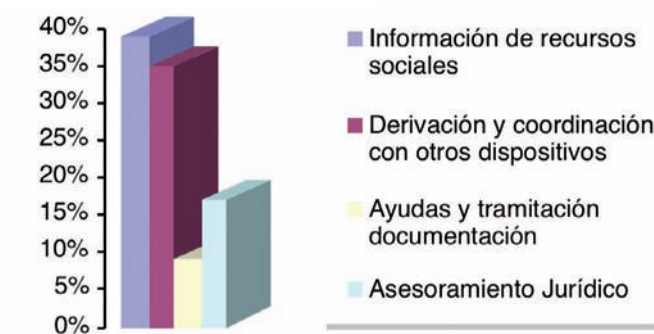 40%
35%
30%
25%
20%
15%
10%
5%
0%
Información de recursos
sociales
Derivación y coordinación
con otros dispositivos
Ayudas y tramitación
documentación
Asesoramiento Jurídico